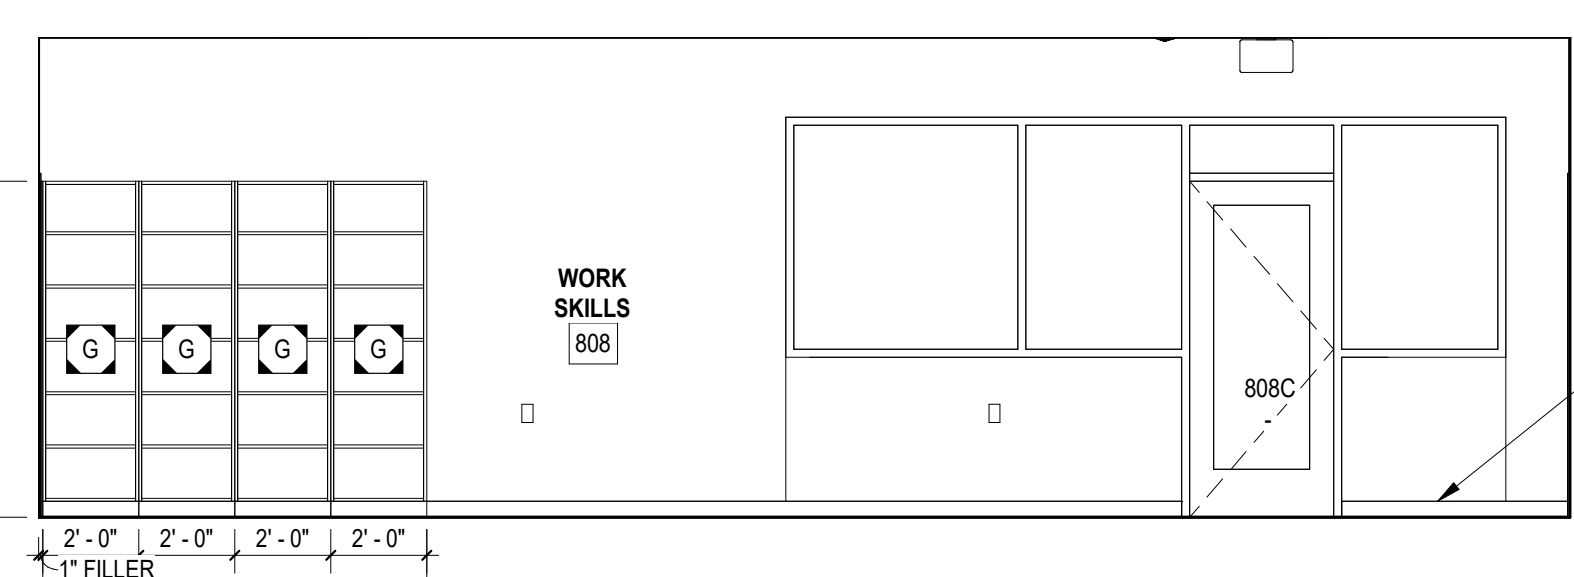 WORK
SKILLS
808
G G G G
808C
-
2' - 0" 2' - 0" 2' - 0" 2' - 0"
1" FILLER